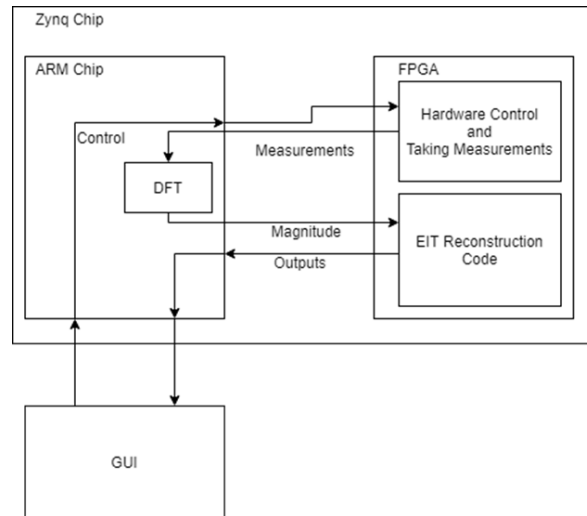 Zynq Chip
ARM Chip
FPGA
Hardware Control
and
Taking Measurements
Control
Measurements
DFT
Magnitude
EIT Reconstruction
Code
Outputs
GUI